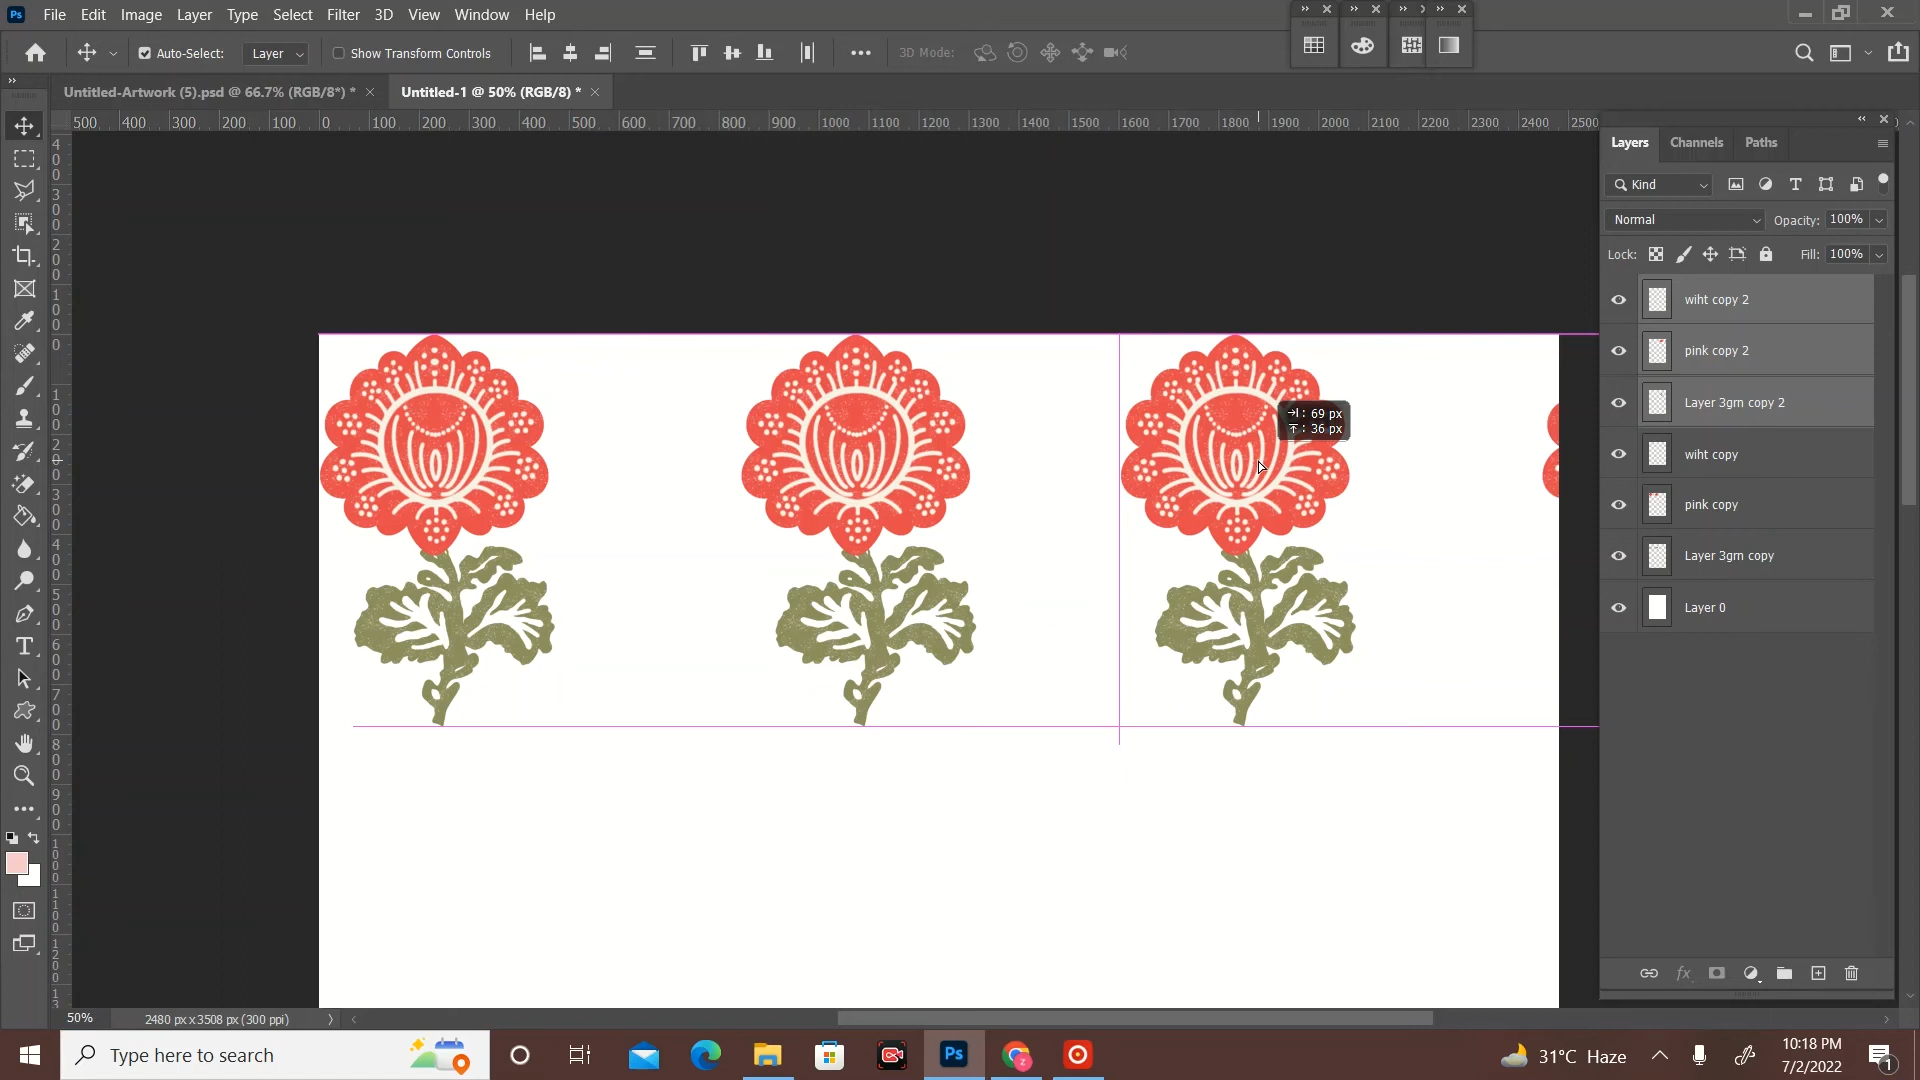 Ps File Edit Image Layer Type Select Filter 3D View Window Help
Auto-Select: Layer Show Transform Controls 3D Mode:
Untitled-Artwork (5).psd @ 66.7% (RGB/8*) * Untitled-1 @ 50% (RGB/8) *
500 400 300 200 100 0 100 200 300 400 500 600 700 800 900 1000 1100 1200 1300 1400 1500 1600 1700 1800 1900 2000 2100 2200 2300 2400 2500
Layers Channels Paths
Kind
Normal Opacity: 100%
Lock: Fill: 100%
wiht copy 2
pink copy 2
Layer 3grn copy 2
wiht copy
pink copy
Layer 3grn copy
Layer 0
: 69 px
: 36 px
50% 2480 px x 3508 px (300 ppi)
Type here to search
Ps
31°C Haze
10:18 PM
7/2/2022
1